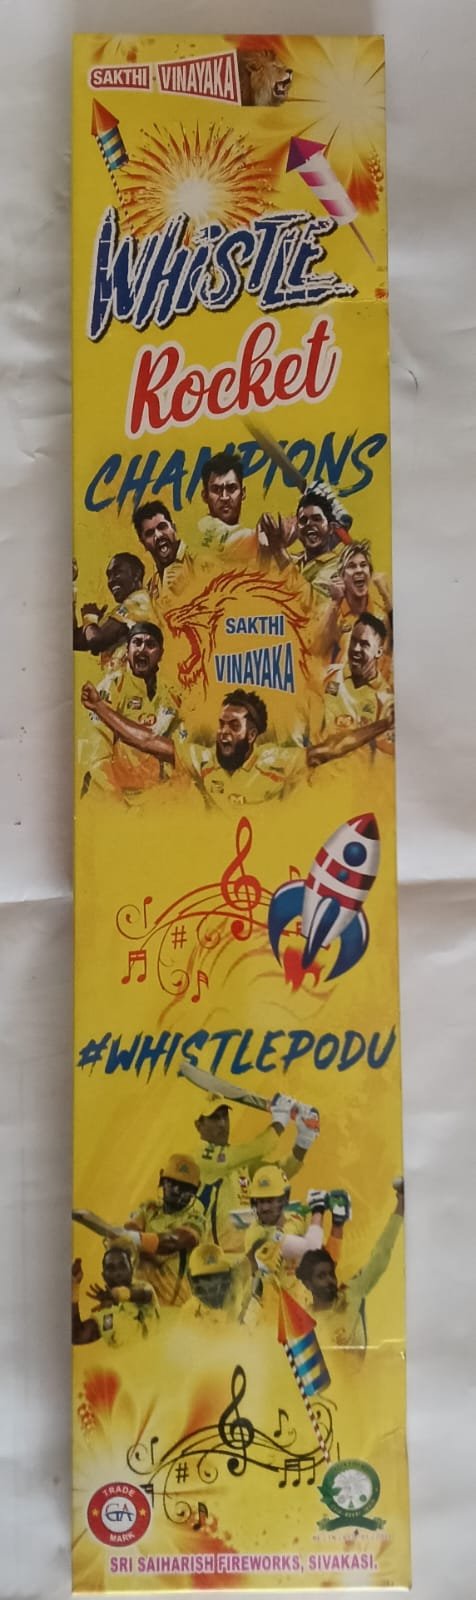 SAKTHI VINAYAKA
WHiSTLE
Rocket
CHAMPIONS
SAKTHI
VINAYAKA
#WHISTLEPODU
TRADE
GA
MARK
SRI SAIHARISH FIREWORKS, SIVAKASI.